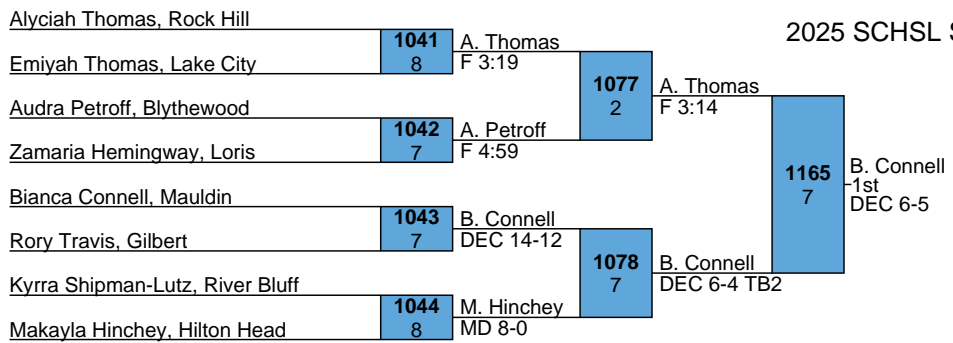 Alyciah Thomas, Rock Hill
2025 SCHSL S
1041
A. Thomas
Emiyah Thomas, Lake City
8
F 3:19
1077
A. Thomas
Audra Petroff, Blythewood
2
F 3:14
1042
A. Petroff
Zamaria Hemingway, Loris
7
F 4:59
1165
B. Connell
7
1st
Bianca Connell, Mauldin
DEC 6-5
1043
B. Connell
Rory Travis, Gilbert
7
DEC 14-12
1078
B. Connell
Kyrra Shipman-Lutz, River Bluff
7
DEC 6-4 TB2
1044
M. Hinchey
Makayla Hinchey, Hilton Head
8
MD 8-0